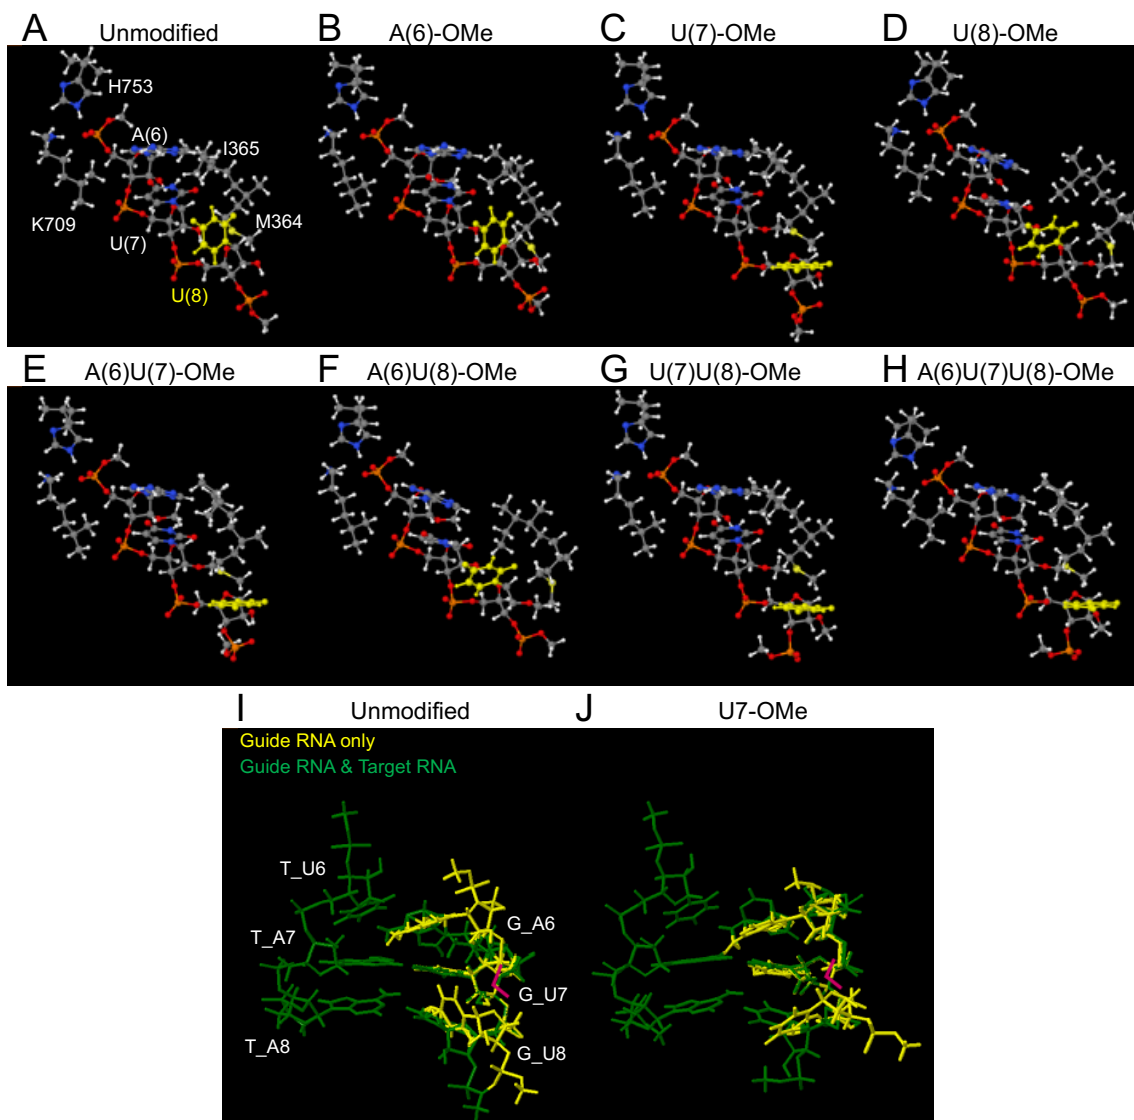 A Unmodified B A(6)-OMe C U(7)-OMe D U(8)-OMe
H753
A(6)
I365
K709
M364
U(7)
U(8)
E A(6)U(7)-OMe F A(6)U(8)-OMe G U(7)U(8)-OMe H A(6)U(7)U(8)-OMe
I Unmodified J U7-OMe
Guide RNA only
Guide RNA & Target RNA
T_U6
G_A6
T_A7
G_U7
T_A8
G_U8